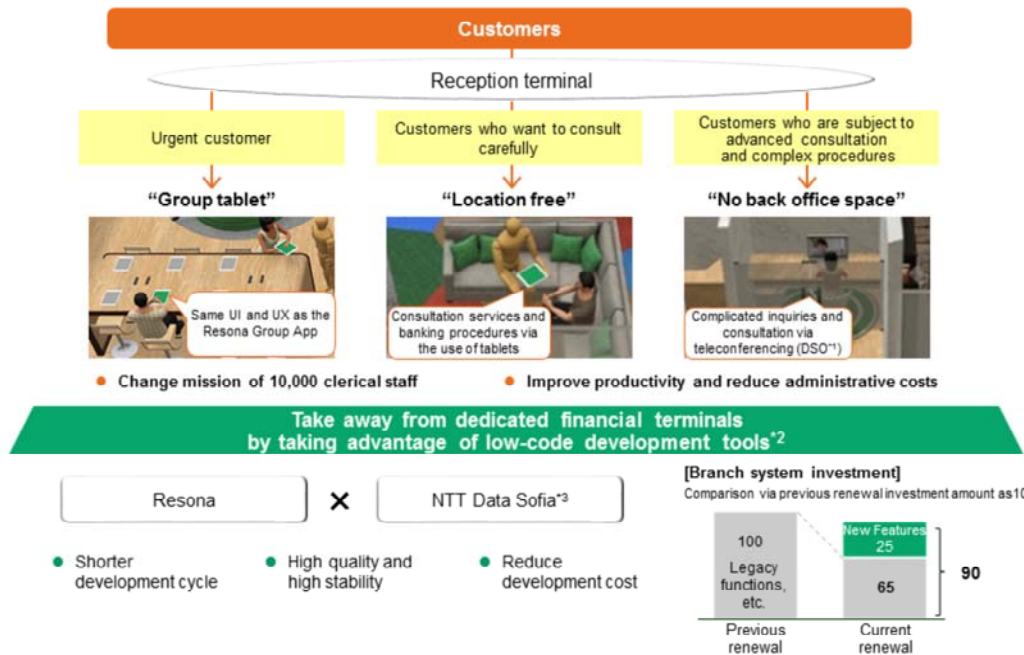 Customers
Reception terminal
Urgent customer
Customers who want to consult
carefully
Customers who are subject to
advanced consultation
and complex procedures
“Group tablet”
“Location free”
“No back office space”
Same UI and UX as the
Resona Group App
Consultation services and
banking procedures via
the use of tablets
Complicated inquiries and
consultation via
teleconferencing (DSO*1)
● Change mission of 10,000 clerical staff
● Improve productivity and reduce administrative costs
Take away from dedicated financial terminals
by taking advantage of low-code development tools*2
Resona
×
NTT Data Sofia*3
● Shorter
development cycle
● High quality and
high stability
● Reduce
development cost
[Branch system investment]
Comparison via previous renewal investment amount as10
100
Legacy
functions,
etc.
New Features
25
65
90
Previous
renewal
Current
renewal